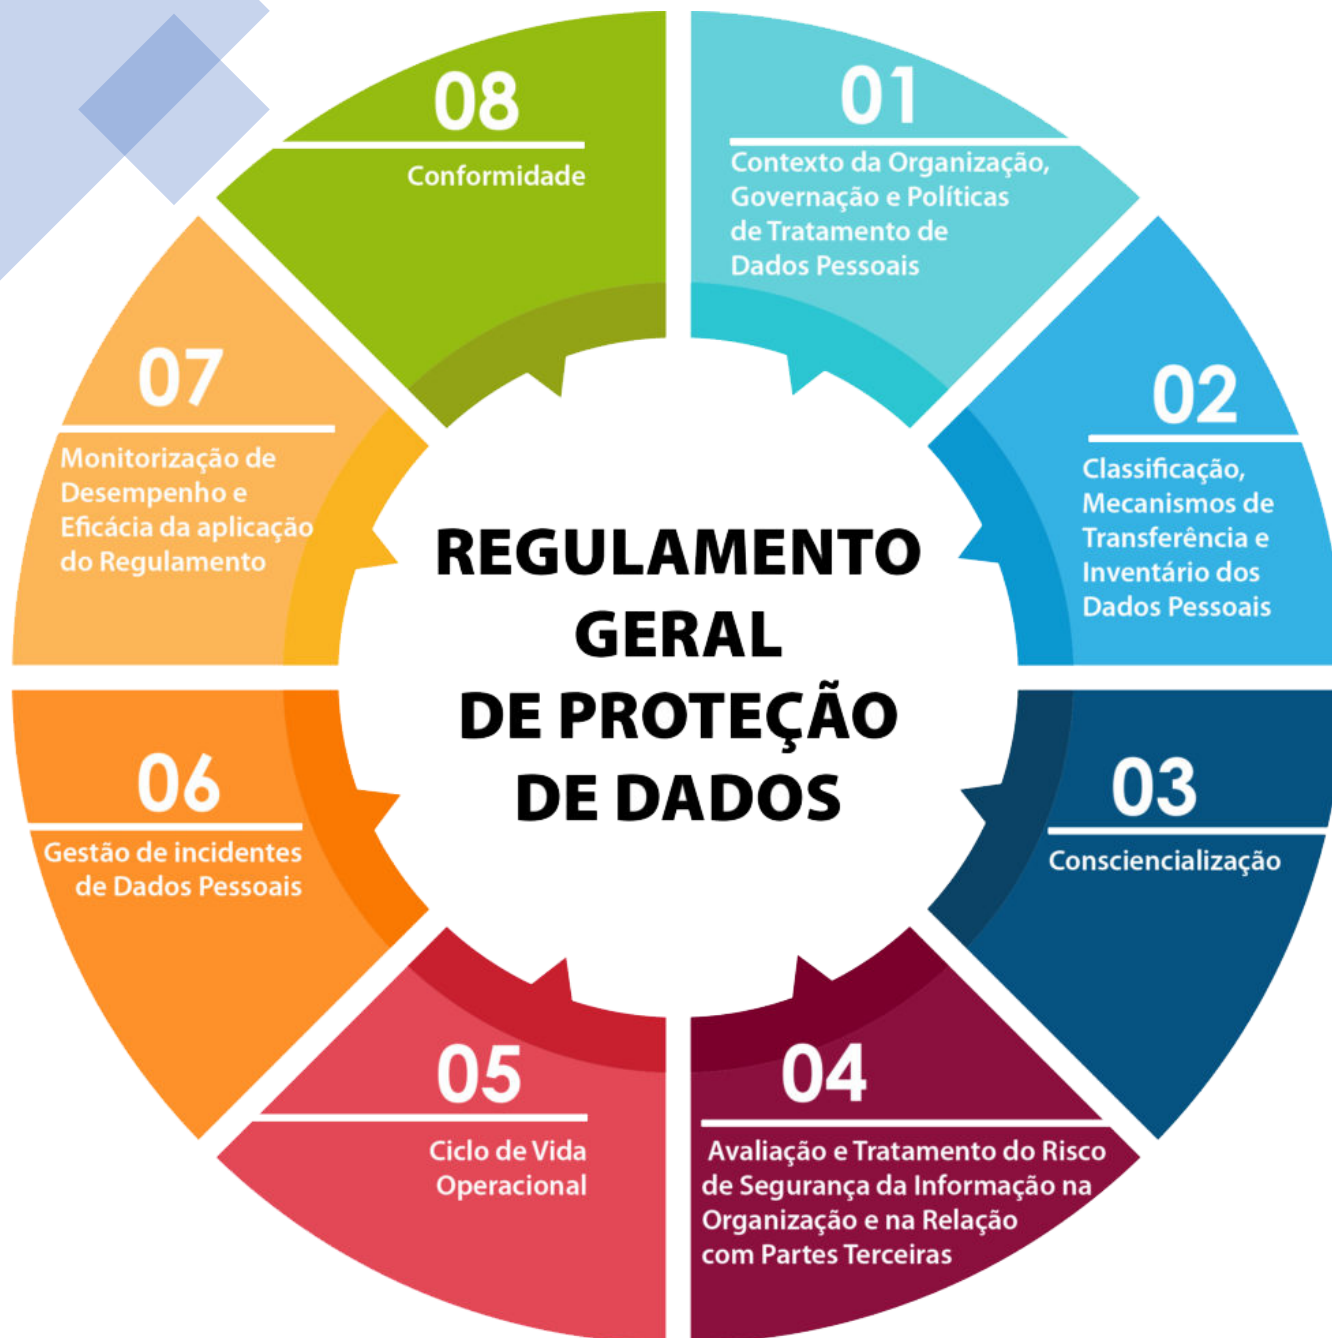 REGULAMENTO
GERAL
DE PROTEÇÃO
DE DADOS
01
Contexto da Organização,
Governação e Políticas
de Tratamento de
Dados Pessoais
02
Classificação,
Mecanismos de
Transferência e
Inventário dos
Dados Pessoais
03
Consciencialização
04
Avaliação e Tratamento do Risco
de Segurança da Informação na
Organização e na Relação
com Partes Terceiras
05
Ciclo de Vida
Operacional
06
Gestão de incidentes
de Dados Pessoais
07
Monitorização de
Desempenho e
Eficácia da aplicação
do Regulamento
08
Conformidade